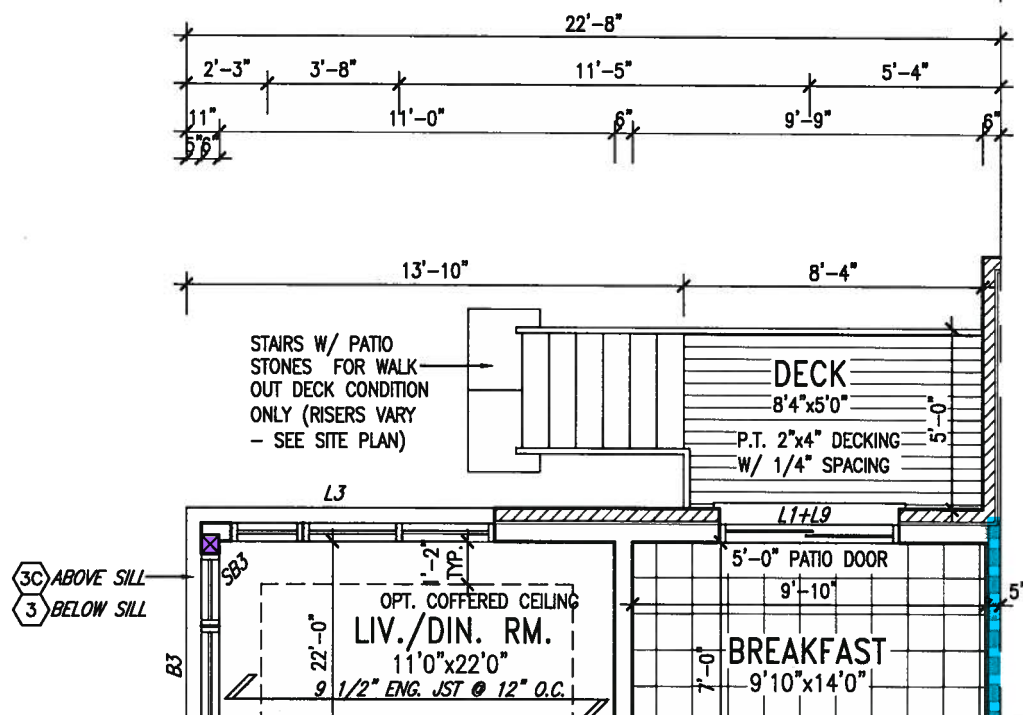 22'-8"
2'-3" 3'-8" 11'-5" 5'-4"
11" 11'-0" 6" 9'-9" 6"
5" 6"
13'-10" 8'-4"
STAIRS W/ PATIO
STONES FOR WALK
OUT DECK CONDITION
ONLY (RISERS VARY
- SEE SITE PLAN)
DECK
8'4"x5'0"
5'-0"
P.T. 2"x4" DECKING
W/ 1/4" SPACING
L3
L1+L9
5'-0" PATIO DOOR
9'-10"
5"
3C ABOVE SILL
3 BELOW SILL
SB3
1'-2"
TYP.
OPT. COFFERED CEILING
LIV./DIN. RM.
11'0"x22'0"
9 1/2" ENG. JST @ 12" O.C.
22'-0"
B3
BREAKFAST
9'10"x14'0"
7'-0"